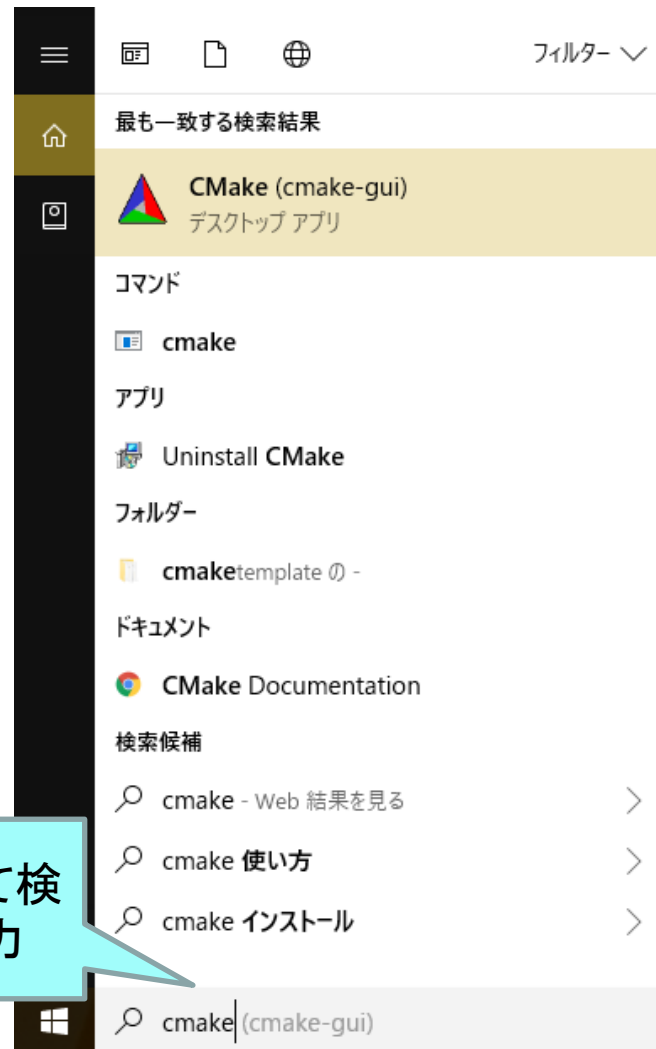 フィルター
最も一致する検索結果
CMake (cmake-gui)
デスクトップ アプリ
コマンド
cmake
アプリ
Uninstall CMake
フォルダー
cmaketemplate の -
ドキュメント
CMake Documentation
検索候補
cmake - Web 結果を見る
cmake 使い方
cmake インストール
て検
力
cmake (cmake-gui)